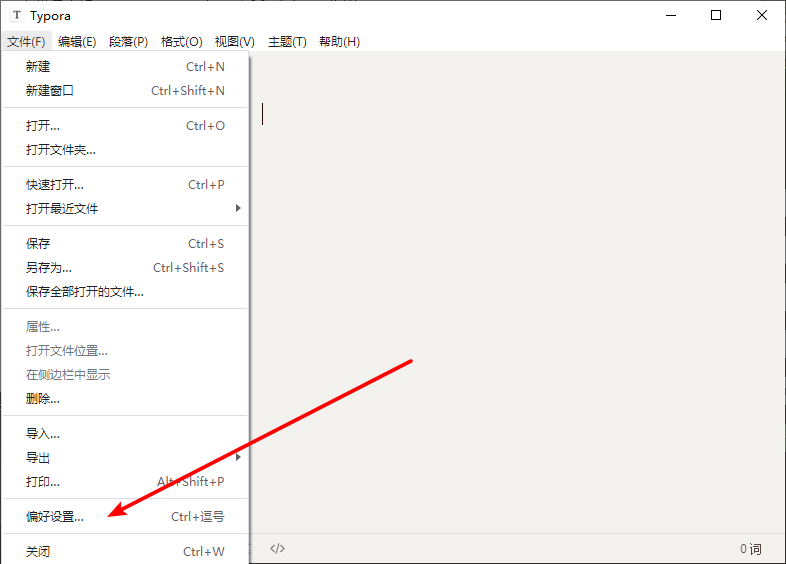 T Typora
文件(F) 编辑(E) 段落(P) 格式(O) 视图(V) 主题(T) 帮助(H)
新建 Ctrl+N
新建窗口 Ctrl+Shift+N
打开... Ctrl+O
打开文件夹...
快速打开... Ctrl+P
打开最近文件
保存 Ctrl+S
另存为... Ctrl+Shift+S
保存全部打开的文件...
属性...
打开文件位置...
在侧边栏中显示
删除...
导入...
导出
打印... Alt+Shift+P
偏好设置... Ctrl+逗号
关闭 Ctrl+W
</> 0 词